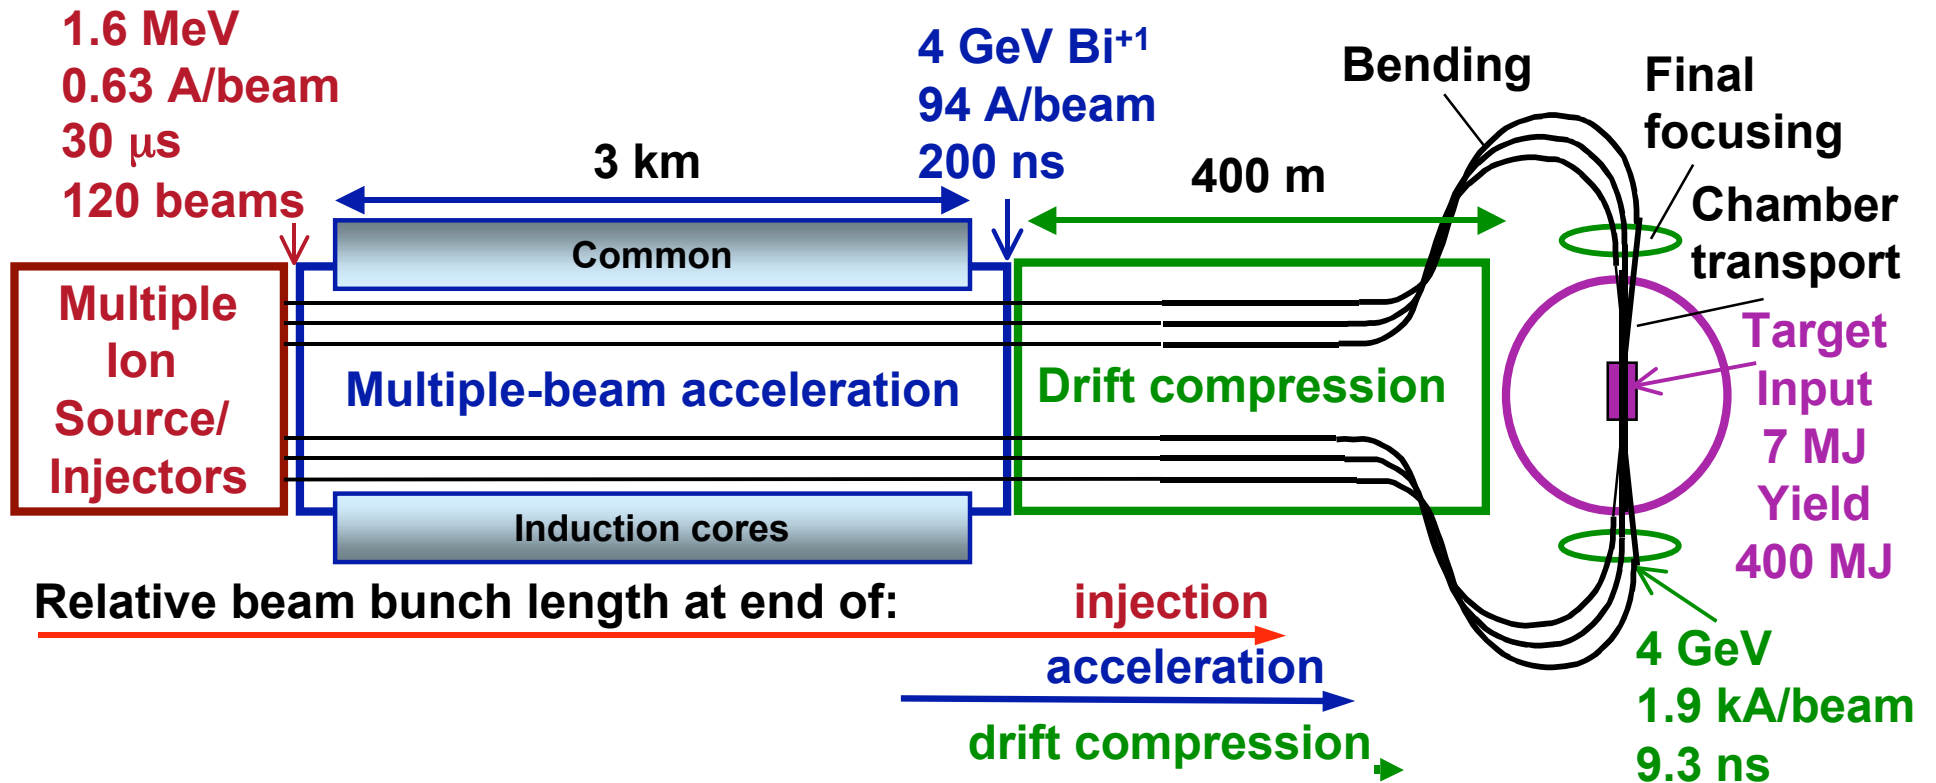 1.6 MeV
0.63 A/beam
30 μs
120 beams
3 km
4 GeV Bi⁺¹
94 A/beam
200 ns
400 m
Bending
Final
focusing
Chamber
transport
Common
Multiple
Ion
Source/
Injectors
Multiple-beam acceleration
Drift compression
Target
Input
7 MJ
Yield
400 MJ
Induction cores
Relative beam bunch length at end of:
injection
acceleration
drift compression
4 GeV
1.9 kA/beam
9.3 ns